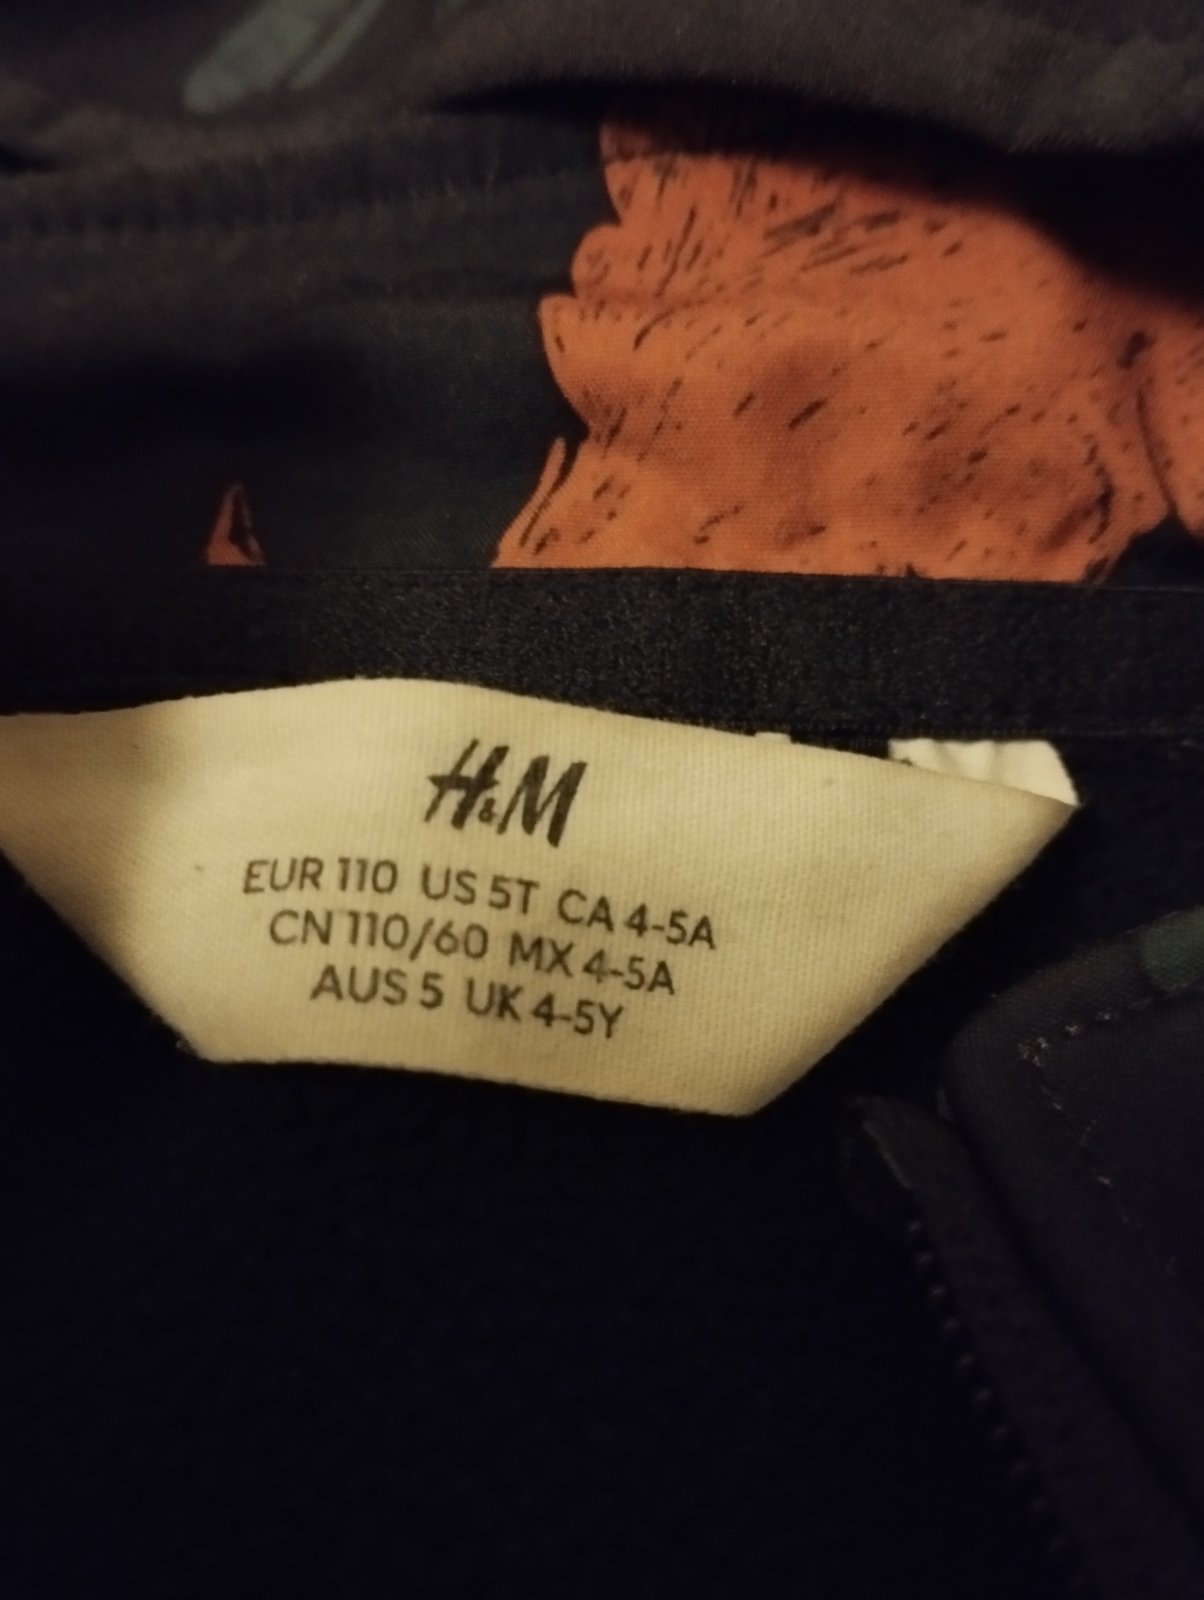 H&M
EUR 110 US 5T CA 4-5A
CN 110/60 MX 4-5A
AUS 5 UK 4-5Y